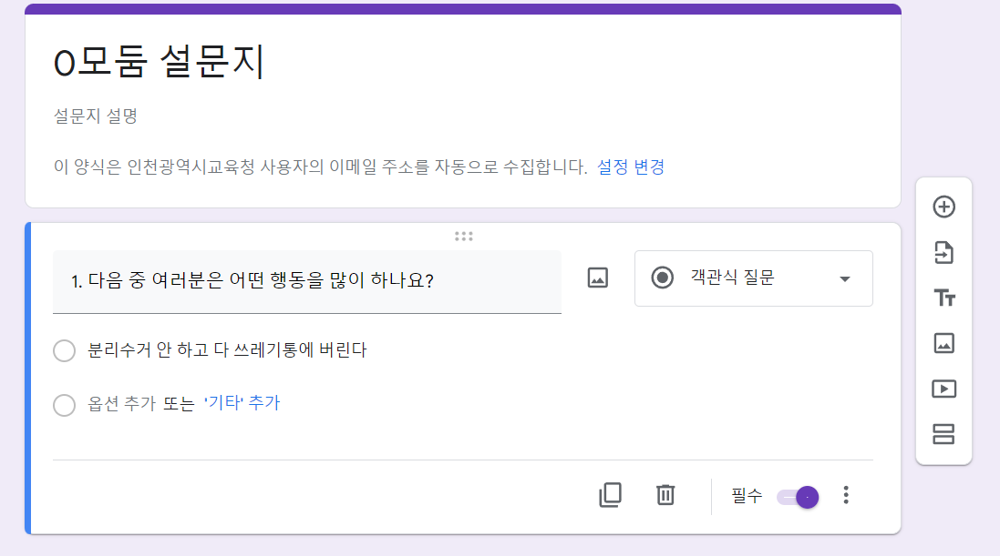 0모둠 설문지
설문지 설명
이 양식은 인천광역시교육청 사용자의 이메일 주소를 자동으로 수집합니다. 설정 변경
1. 다음 중 여러분은 어떤 행동을 많이 하나요?
객관식 질문
분리수거 안 하고 다 쓰레기통에 버린다
옵션 추가 또는 '기타' 추가
필수
Tт